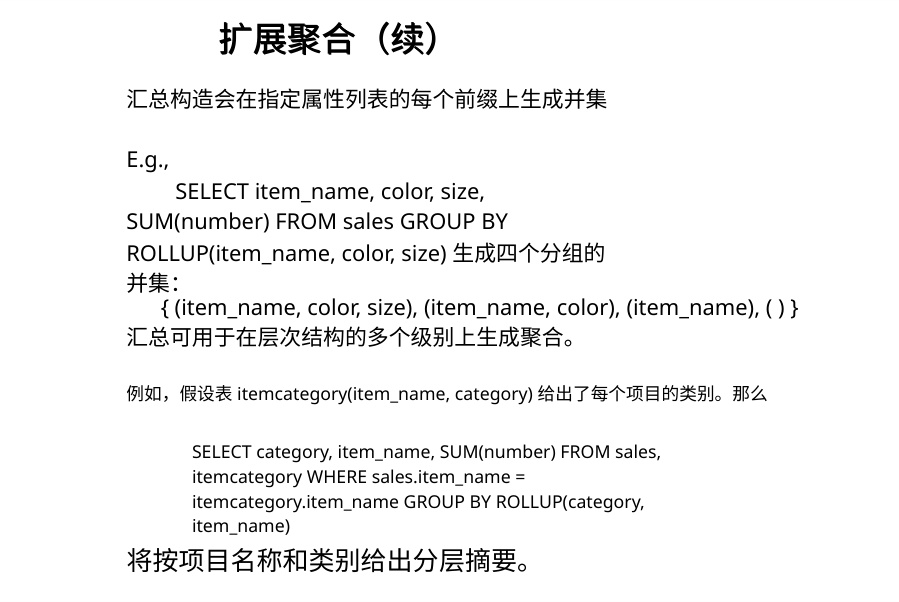 扩展聚合（续）
汇总构造会在指定属性列表的每个前缀上生成并集
E.g.,
SELECT item_name, color, size,
SUM(number) FROM sales GROUP BY
ROLLUP(item_name, color, size) 生成四个分组的
并集：
{ (item_name, color, size), (item_name, color), (item_name), ( ) }
汇总可用于在层次结构的多个级别上生成聚合。
例如，假设表 itemcategory(item_name, category) 给出了每个项目的类别。那么
SELECT category, item_name, SUM(number) FROM sales,
itemcategory WHERE sales.item_name =
itemcategory.item_name GROUP BY ROLLUP(category,
item_name)
将按项目名称和类别给出分层摘要。